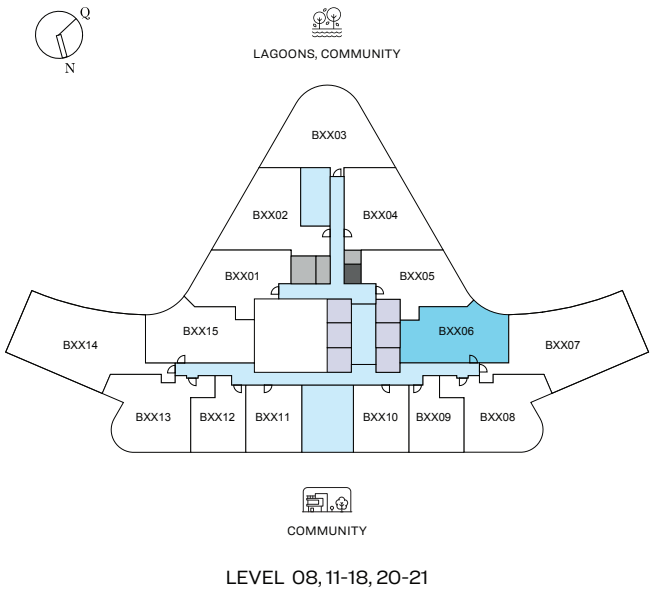 Q
N
LAGOONS, COMMUNITY
BXX03
BXX02 BXX04
BXX01 BXX05
BXX14 BXX15 BXX06 BXX07
BXX13 BXX12 BXX11 BXX10 BXX09 BXX08
COMMUNITY
LEVEL 08, 11-18, 20-21